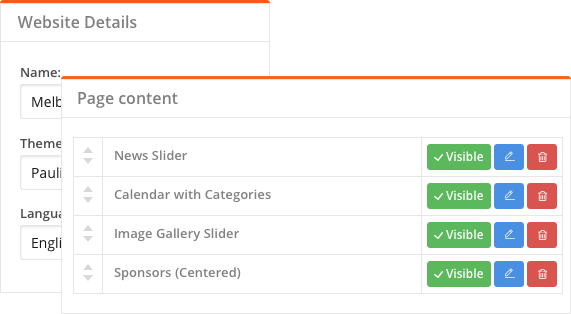 Website Details
Name:
Melb
Page content
Theme
News Slider Visible
Pauli
Calendar with Categories Visible
Langua
Image Gallery Slider Visible
Engli
Sponsors (Centered) Visible